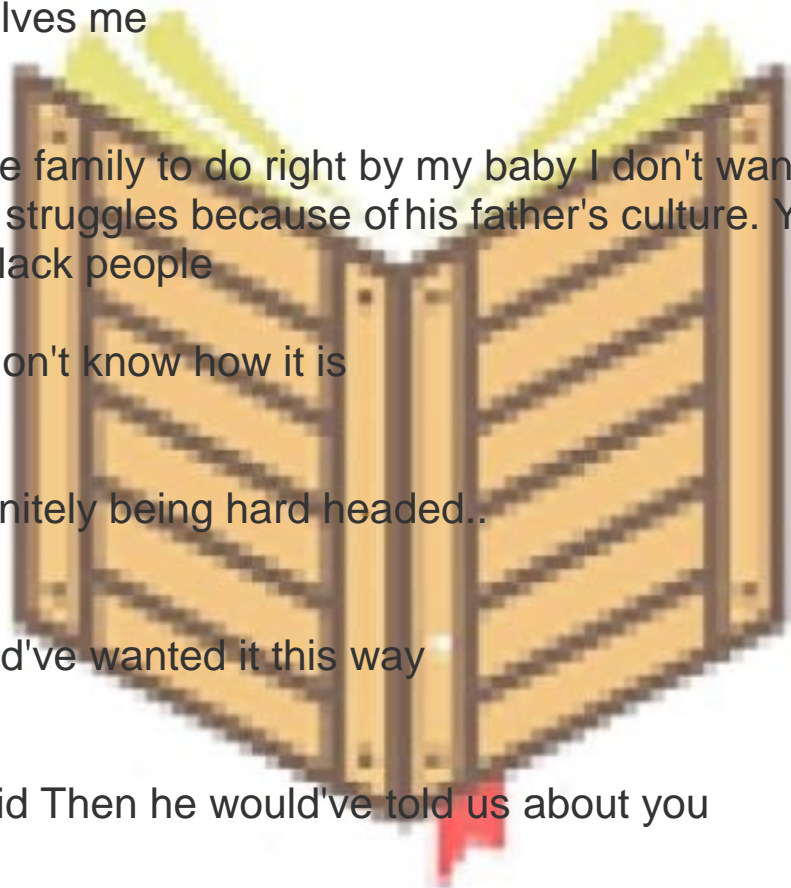 lves me
e family to do right by my baby I don't wan
struggles because of his father's culture. Y
lack people
on't know how it is
nitely being hard headed..
d've wanted it this way
id Then he would've told us about you